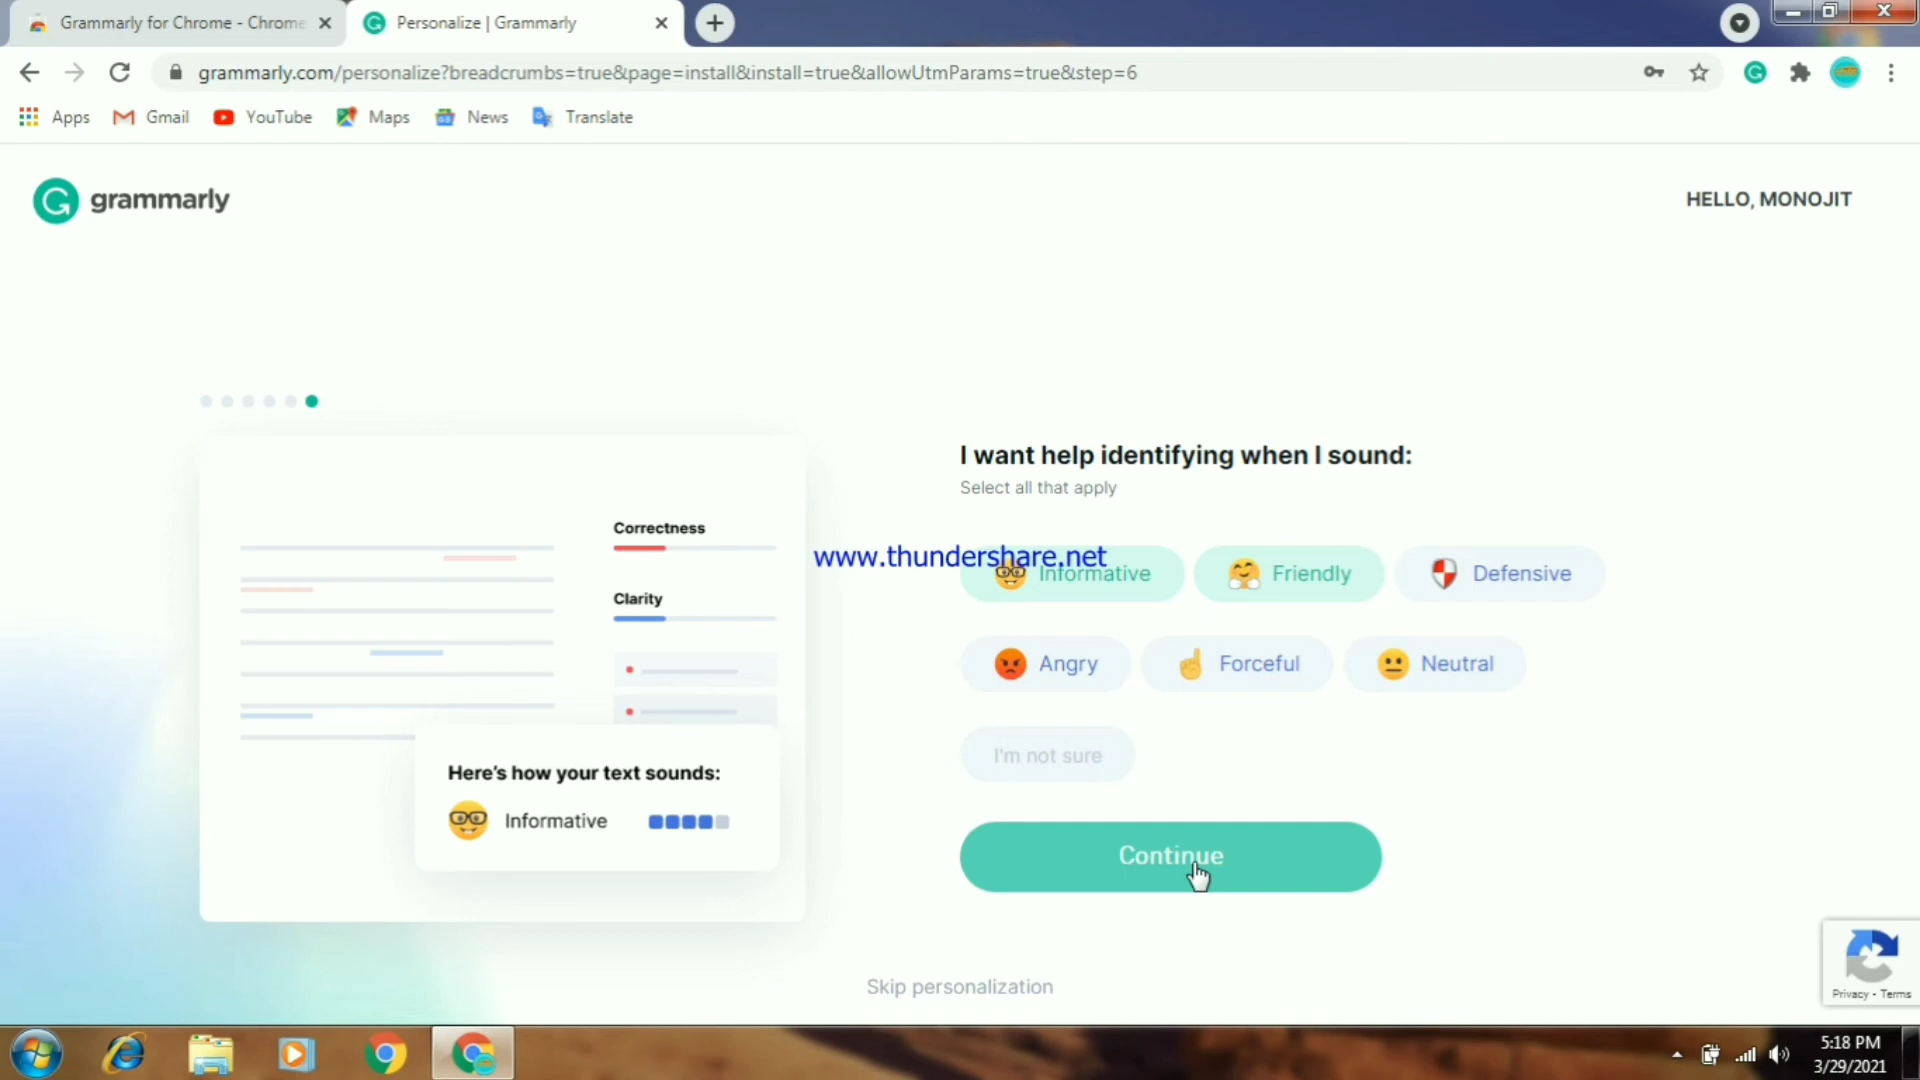 Grammarly for Chrome - Chrome
Personalize | Grammarly
grammarly.com/personalize?breadcrumbs=true&page=install&install=true&allowUtmParams=true&step=6
Apps
Gmail
YouTube
Maps
News
Translate
grammarly
HELLO, MONOJIT
I want help identifying when I sound:
Select all that apply
Correctness
www.thundershare.net
Informative
Friendly
Defensive
Clarity
Angry
Forceful
Neutral
I'm not sure
Here's how your text sounds:
Informative
Continue
Skip personalization
Privacy - Terms
5:18 PM
3/29/2021